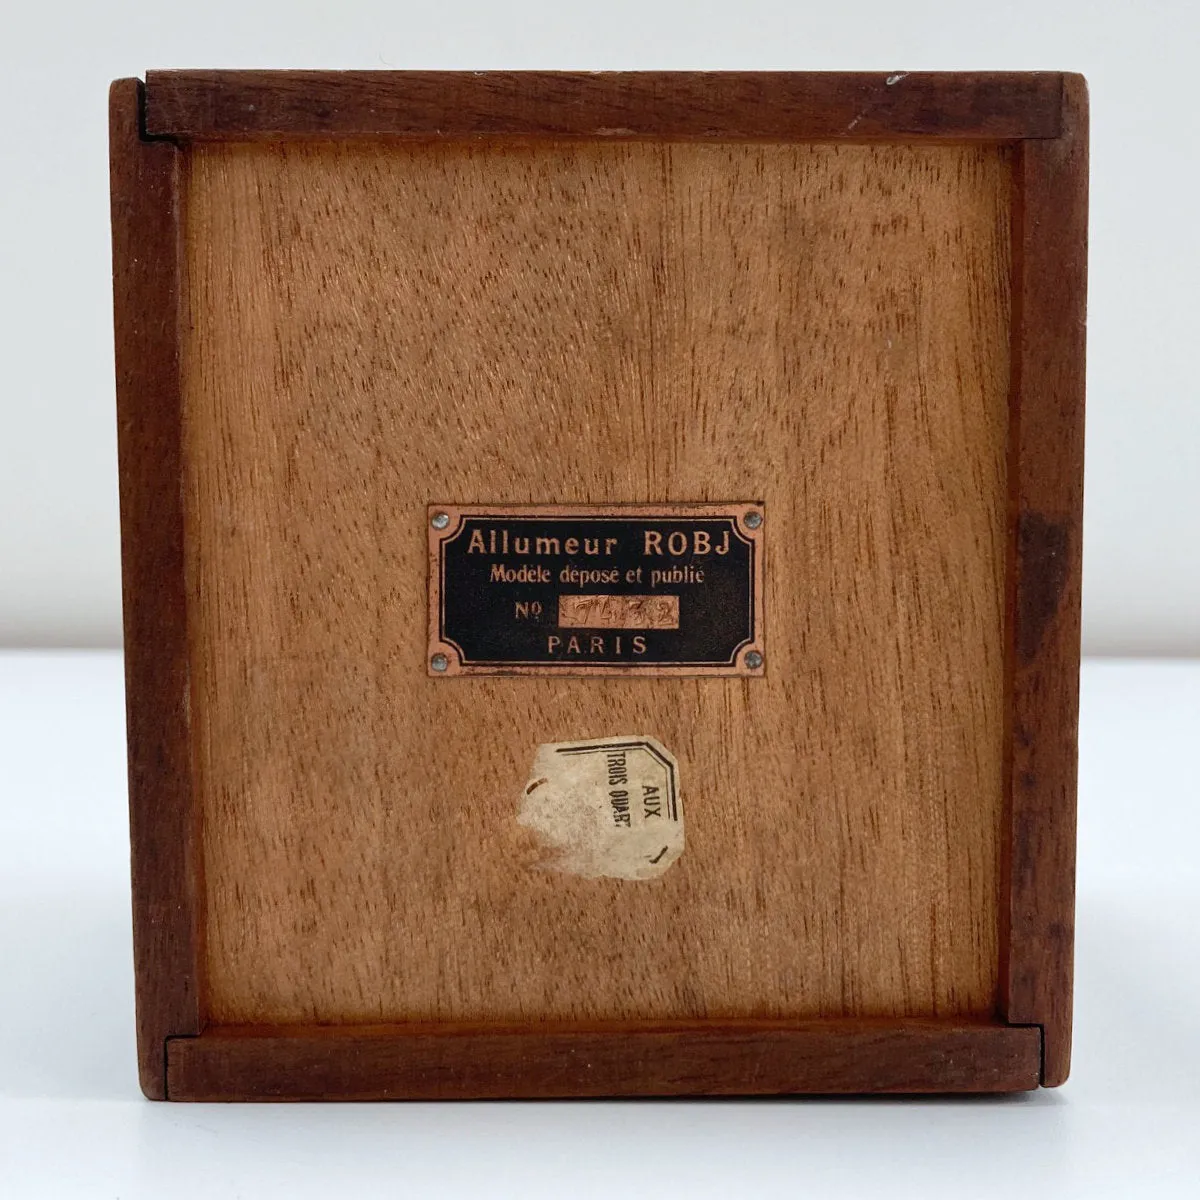 Allumeur ROBJ
Modèle déposé et publié
Nº 7432
PARIS
AUX
TROIS QUART